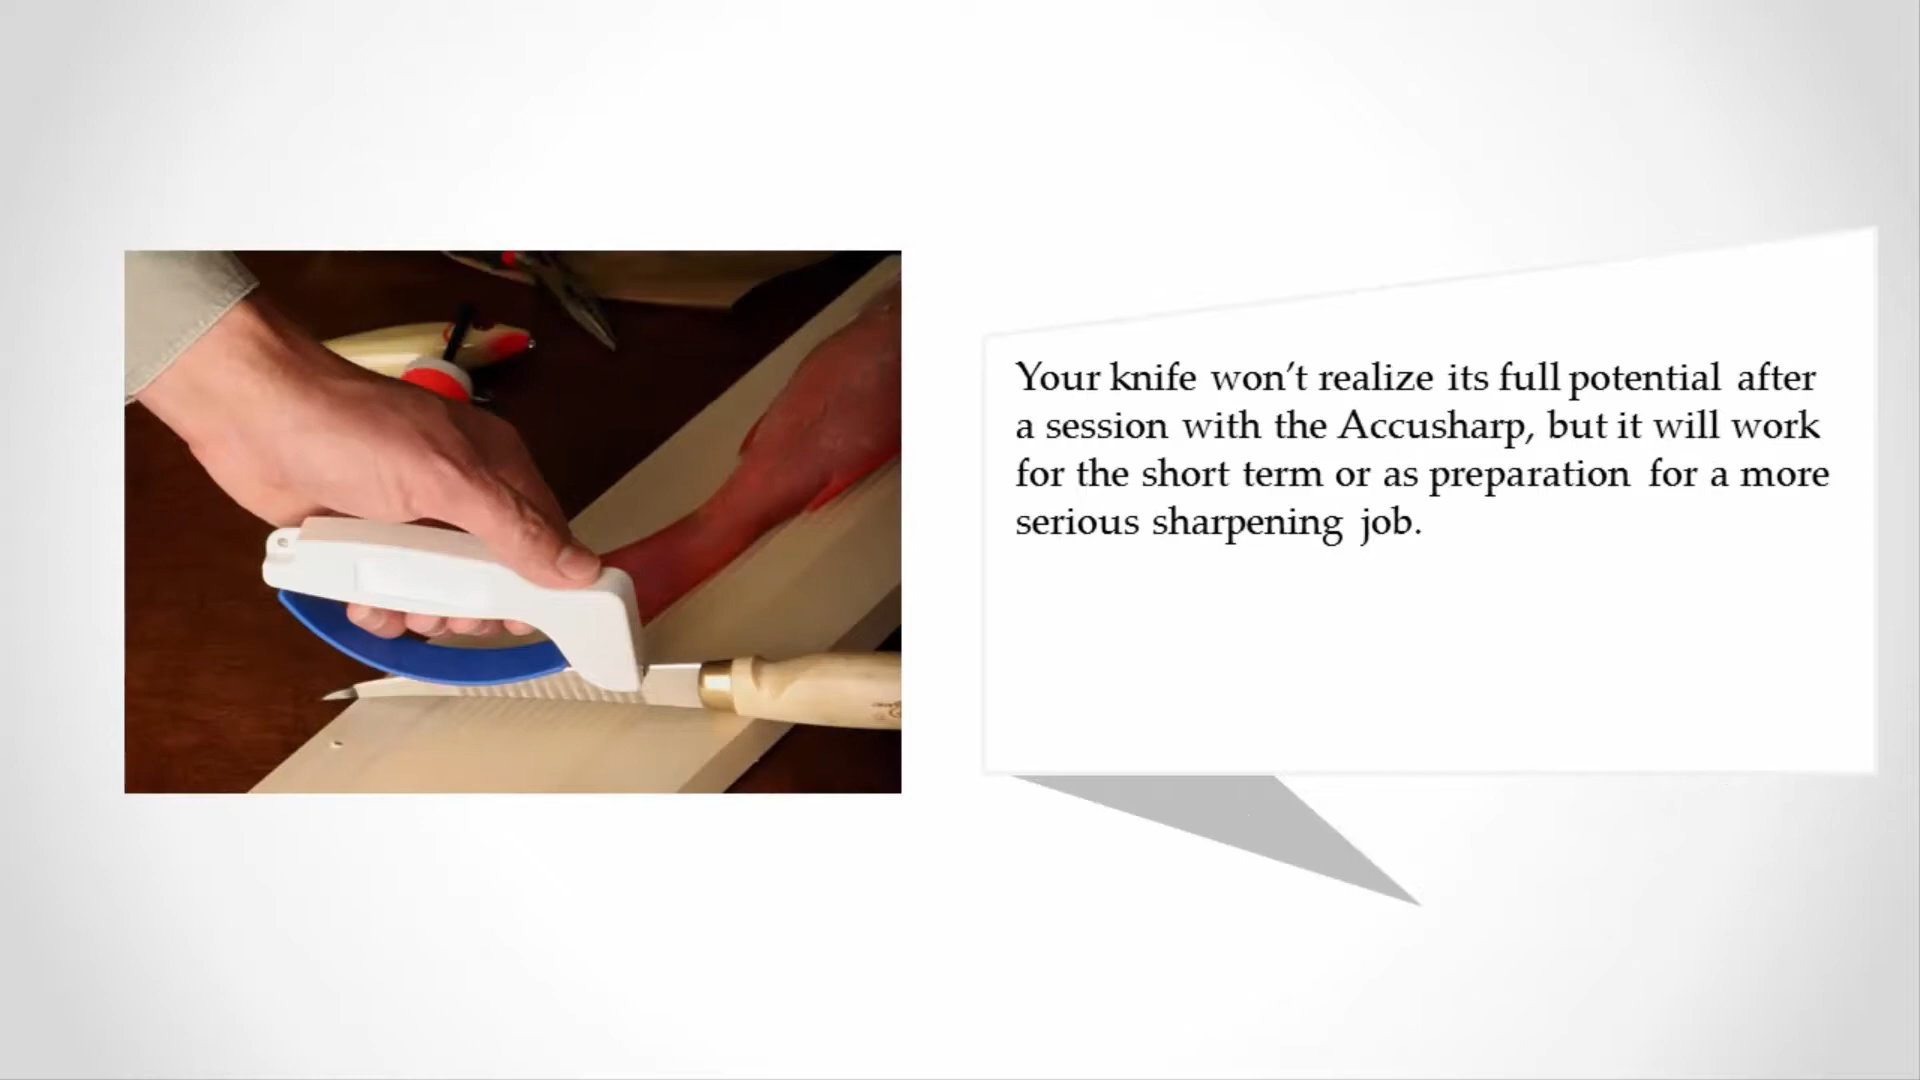 Your knife won’t realize its full potential after
a session with the Accusharp, but it will work
for the short term or as preparation for a more
serious sharpening job.